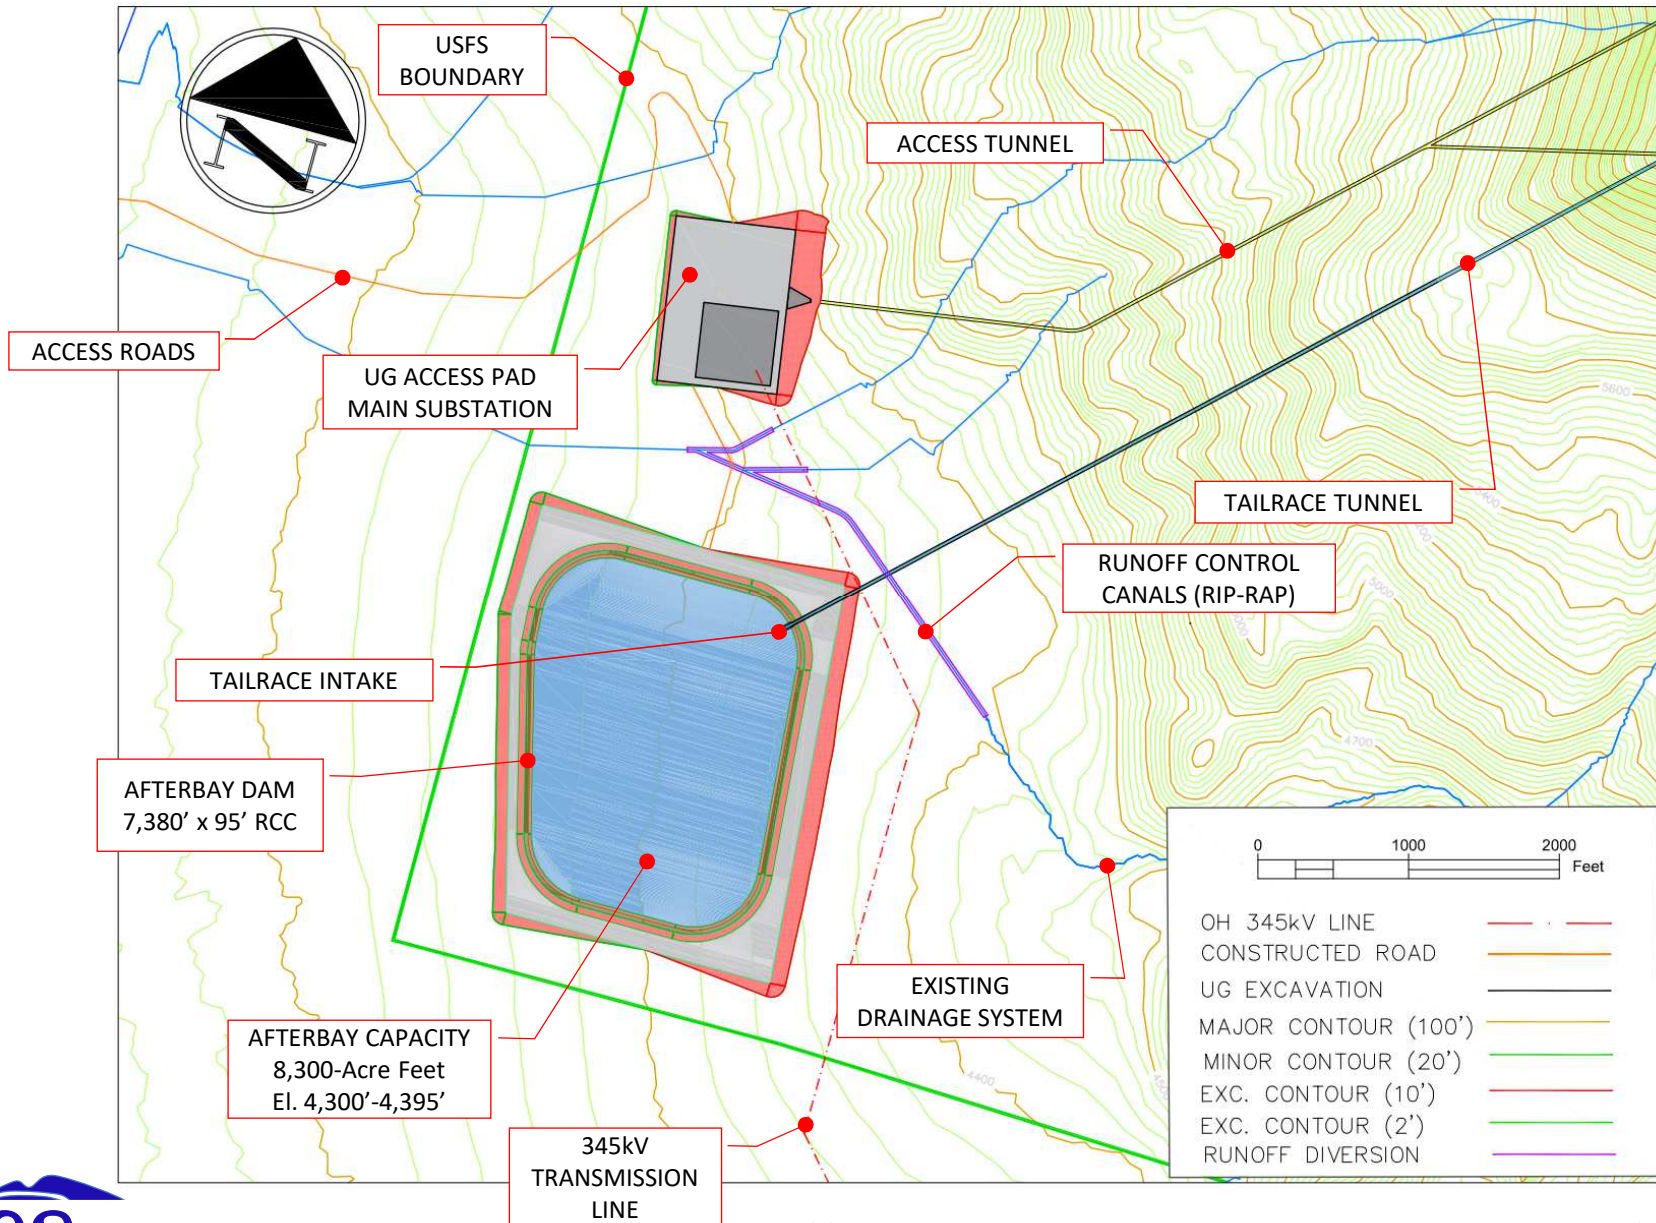 USFS
BOUNDARY
ACCESS TUNNEL
ACCESS ROADS
UG ACCESS PAD
MAIN SUBSTATION
5600
5400
TAILRACE TUNNEL
RUNOFF CONTROL
CANALS (RIP-RAP)
5000
TAILRACE INTAKE
4700
AFTERBAY DAM
7,380’ x 95’ RCC
0 1000 2000
Feet
OH 345kV LINE
CONSTRUCTED ROAD
UG EXCAVATION
MAJOR CONTOUR (100')
MINOR CONTOUR (20')
EXC. CONTOUR (10')
EXC. CONTOUR (2')
RUNOFF DIVERSION
EXISTING
DRAINAGE SYSTEM
AFTERBAY CAPACITY
8,300-Acre Feet
El. 4,300’-4,395’
4400
345kV
TRANSMISSION
LINE